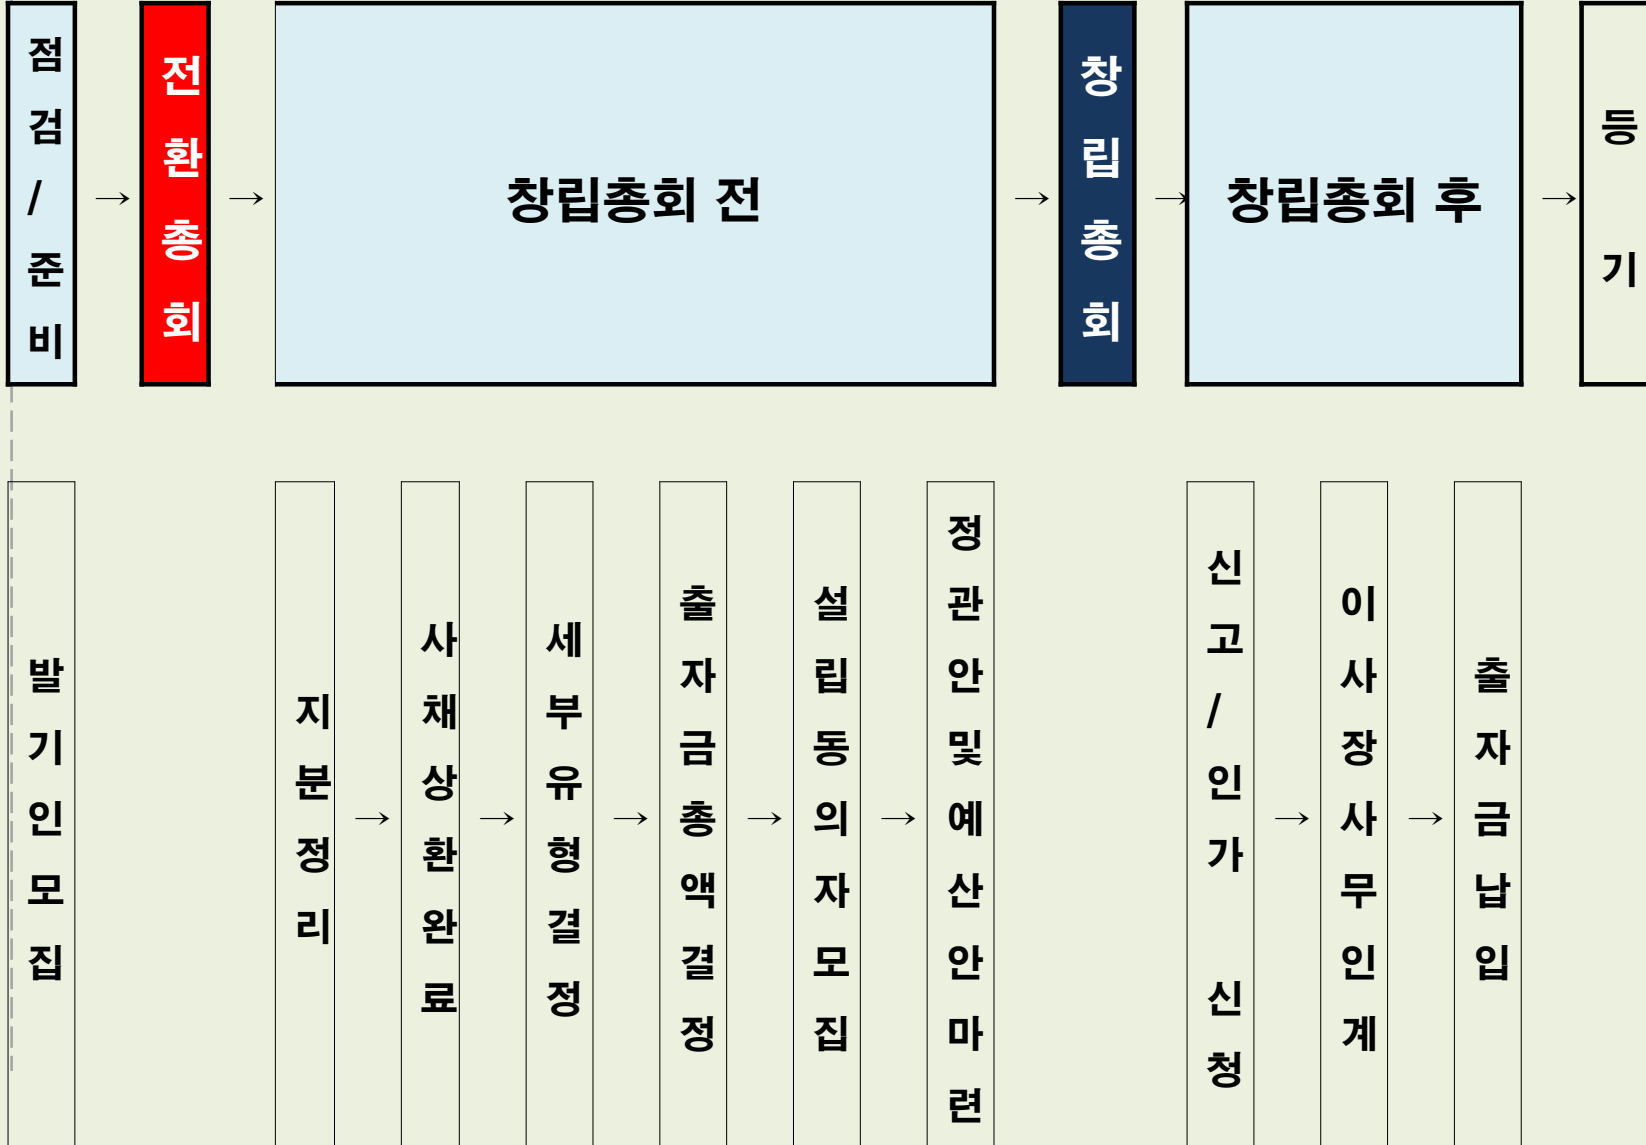 점검/준비
→
전환총회
→
창립총회 전
→
창립총회
→
창립총회 후
→
등기
발기인모집
지분정리
→
사채상환완료
→
세부유형결정
→
출자금총액결정
→
설립동의자모집
→
정관안및예산안마련
신고/인가 신청
→
이사장사무인계
→
출자금납입